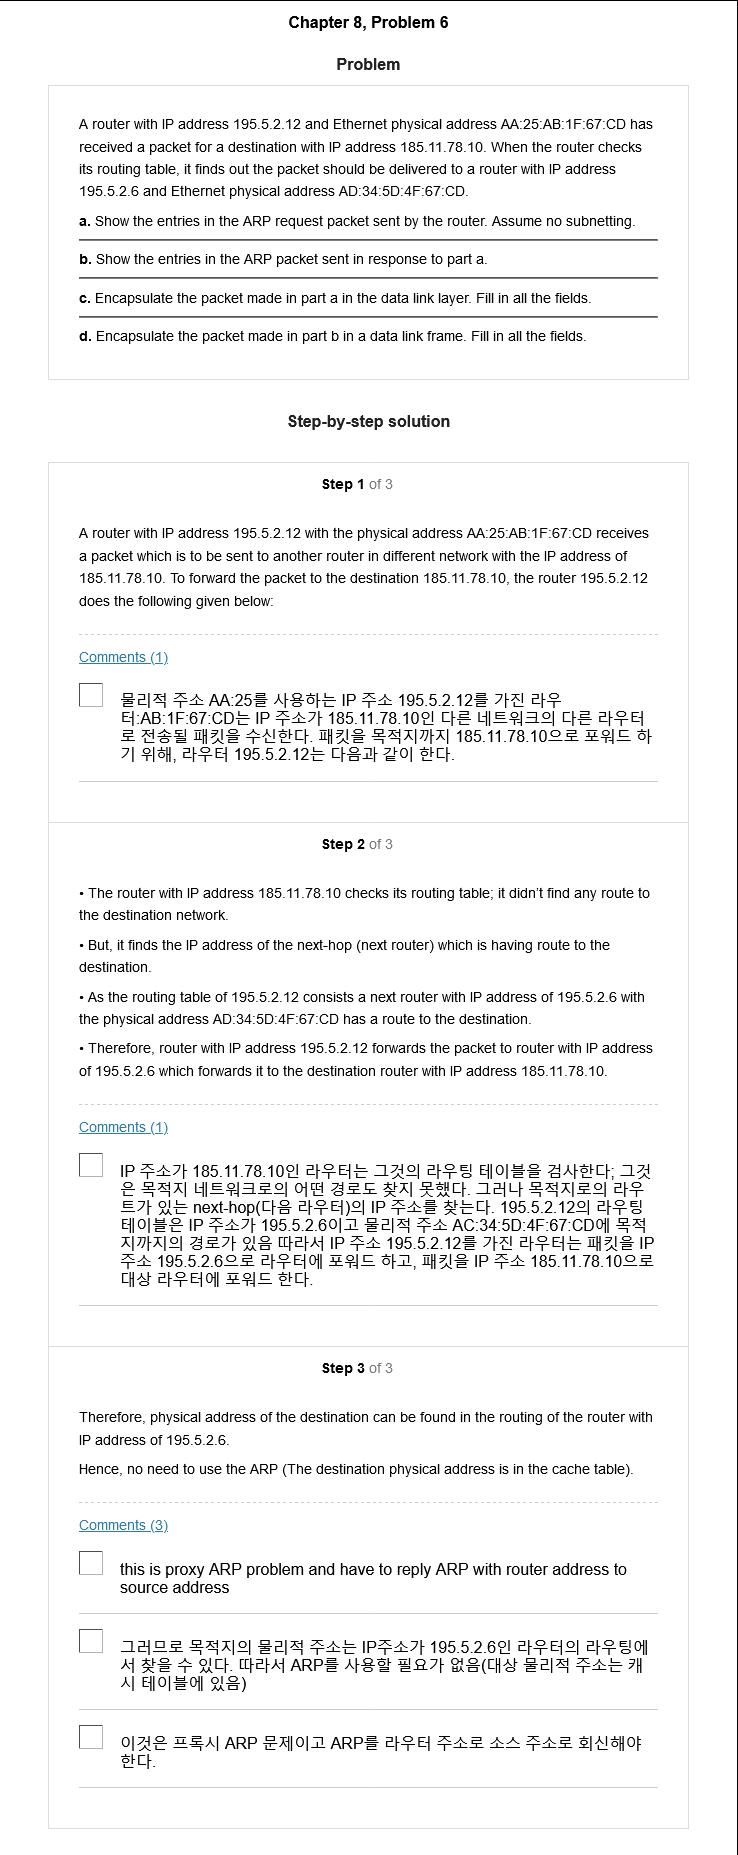 Chapter 8, Problem 6
Problem
A router with IP address 195.5.2.12 and Ethernet physical address AA:25:AB:1F:67:CD has
received a packet for a destination with IP address 185.11.78.10. When the router checks
its routing table, it finds out the packet should be delivered to a router with IP address
195.5.2.6 and Ethernet physical address AD:34:5D:4F:67:CD.
a. Show the entries in the ARP request packet sent by the router. Assume no subnetting.
b. Show the entries in the ARP packet sent in response to part a.
c. Encapsulate the packet made in part a in the data link layer. Fill in all the fields.
d. Encapsulate the packet made in part b in a data link frame. Fill in all the fields.
Step-by-step solution
Step 1 of 3
A router with IP address 195.5.2.12 with the physical address AA:25:AB:1F:67:CD receives
a packet which is to be sent to another router in different network with the IP address of
185.11.78.10. To forward the packet to the destination 185.11.78.10, the router 195.5.2.12
does the following given below:
Comments (1)
물리적 주소 AA:25를 사용하는 IP 주소 195.5.2.12를 가진 라우
터:AB:1F:67:CD는 IP 주소가 185.11.78.10인 다른 네트워크의 다른 라우터
로 전송될 패킷을 수신한다. 패킷을 목적지까지 185.11.78.10으로 포워드 하
기 위해, 라우터 195.5.2.12는 다음과 같이 한다.
Step 2 of 3
• The router with IP address 185.11.78.10 checks its routing table; it didn't find any route to
the destination network.
• But, it finds the IP address of the next-hop (next router) which is having route to the
destination.
• As the routing table of 195.5.2.12 consists a next router with IP address of 195.5.2.6 with
the physical address AD:34:5D:4F:67:CD has a route to the destination.
• Therefore, router with IP address 195.5.2.12 forwards the packet to router with IP address
of 195.5.2.6 which forwards it to the destination router with IP address 185.11.78.10.
Comments (1)
IP 주소가 185.11.78.10인 라우터는 그것의 라우팅 테이블을 검사한다; 그것
은 목적지 네트워크로의 어떤 경로도 찾지 못했다. 그러나 목적지로의 라우
트가 있는 next-hop(다음 라우터)의 IP 주소를 찾는다. 195.5.2.12의 라우팅
테이블은 IP 주소가 195.5.2.6이고 물리적 주소 AC:34:5D:4F:67:CD에 목적
지까지의 경로가 있음 따라서 IP 주소 195.5.2.12를 가진 라우터는 패킷을 IP
주소 195.5.2.6으로 라우터에 포워드 하고, 패킷을 IP 주소 185.11.78.10으로
대상 라우터에 포워드 한다.
Step 3 of 3
Therefore, physical address of the destination can be found in the routing of the router with
IP address of 195.5.2.6.
Hence, no need to use the ARP (The destination physical address is in the cache table).
Comments (3)
this is proxy ARP problem and have to reply ARP with router address to
source address
그러므로 목적지의 물리적 주소는 IP주소가 195.5.2.6인 라우터의 라우팅에
서 찾을 수 있다. 따라서 ARP를 사용할 필요가 없음(대상 물리적 주소는 캐
시 테이블에 있음)
이것은 프록시 ARP 문제이고 ARP를 라우터 주소로 소스 주소로 회신해야
한다.